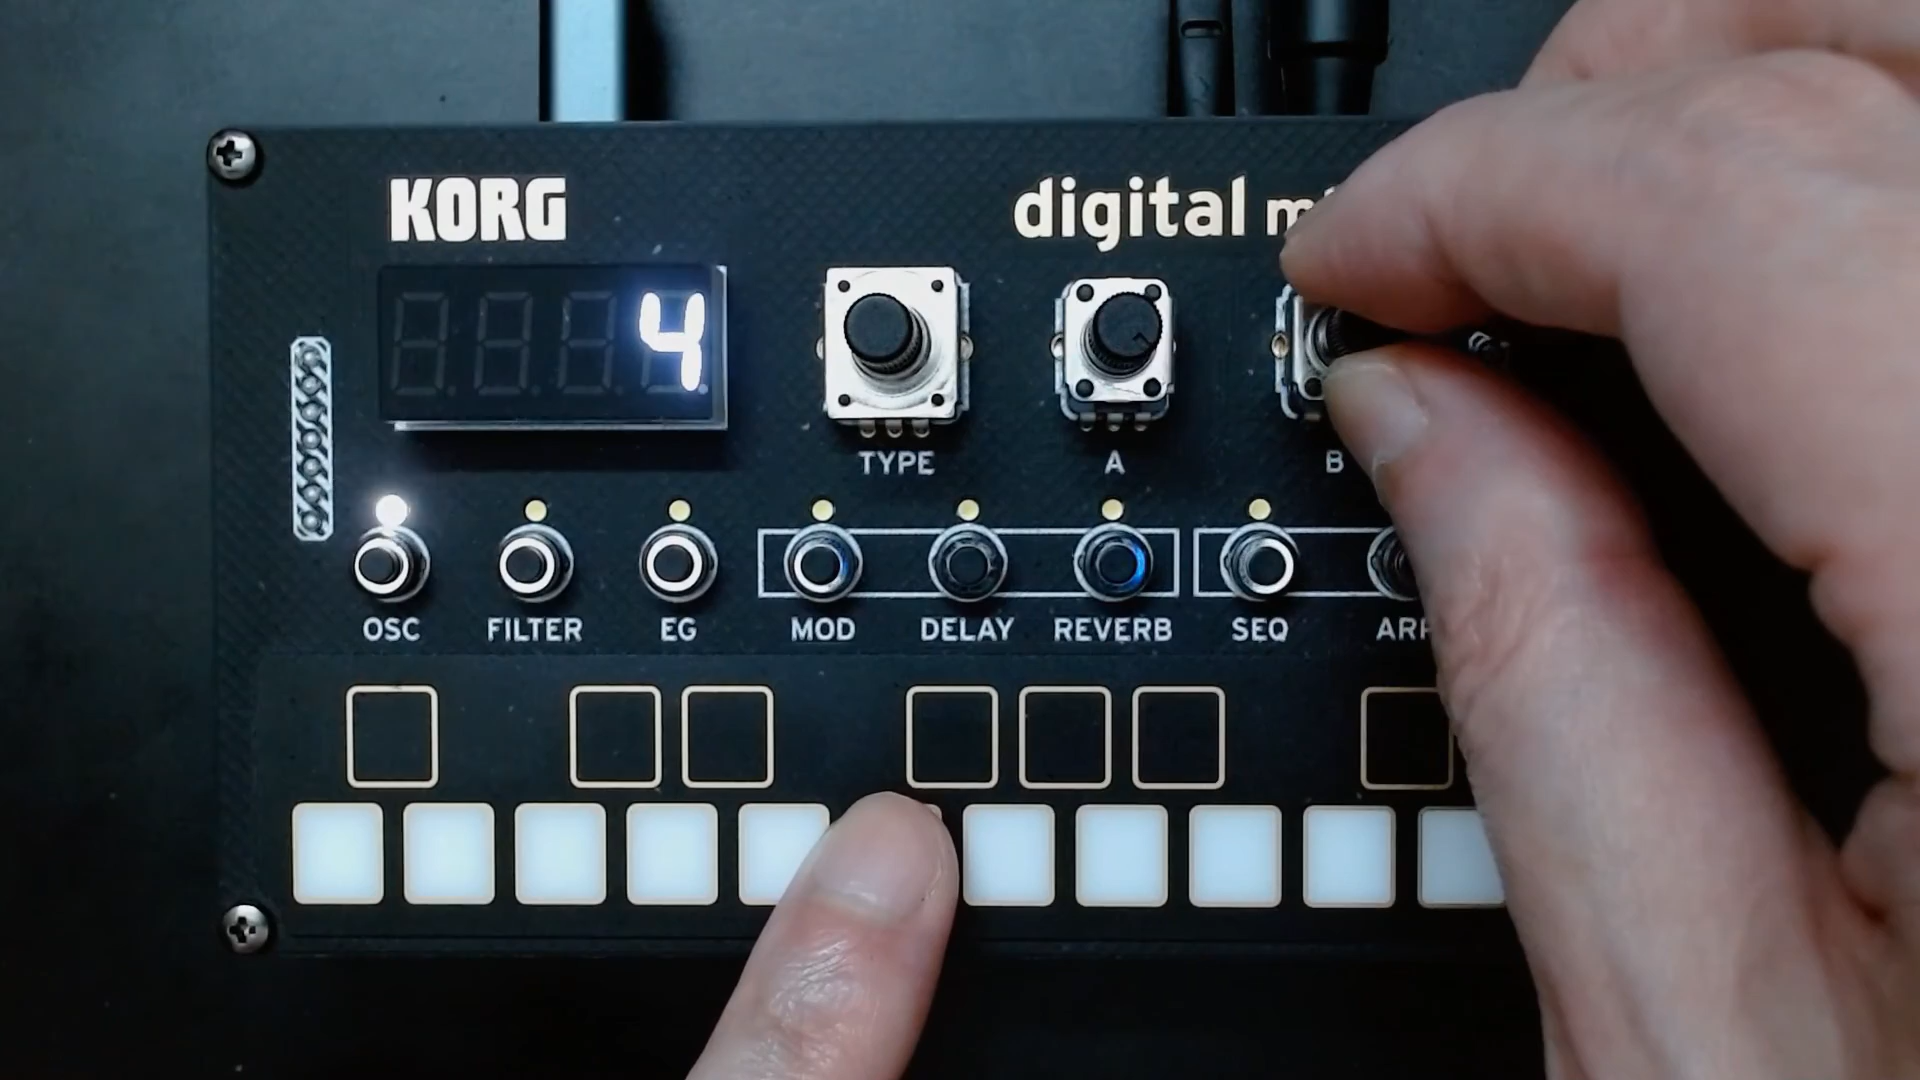 KORG
digital
4
TYPE
A
B
OSC
FILTER
EG
MOD
DELAY
REVERB
SEQ